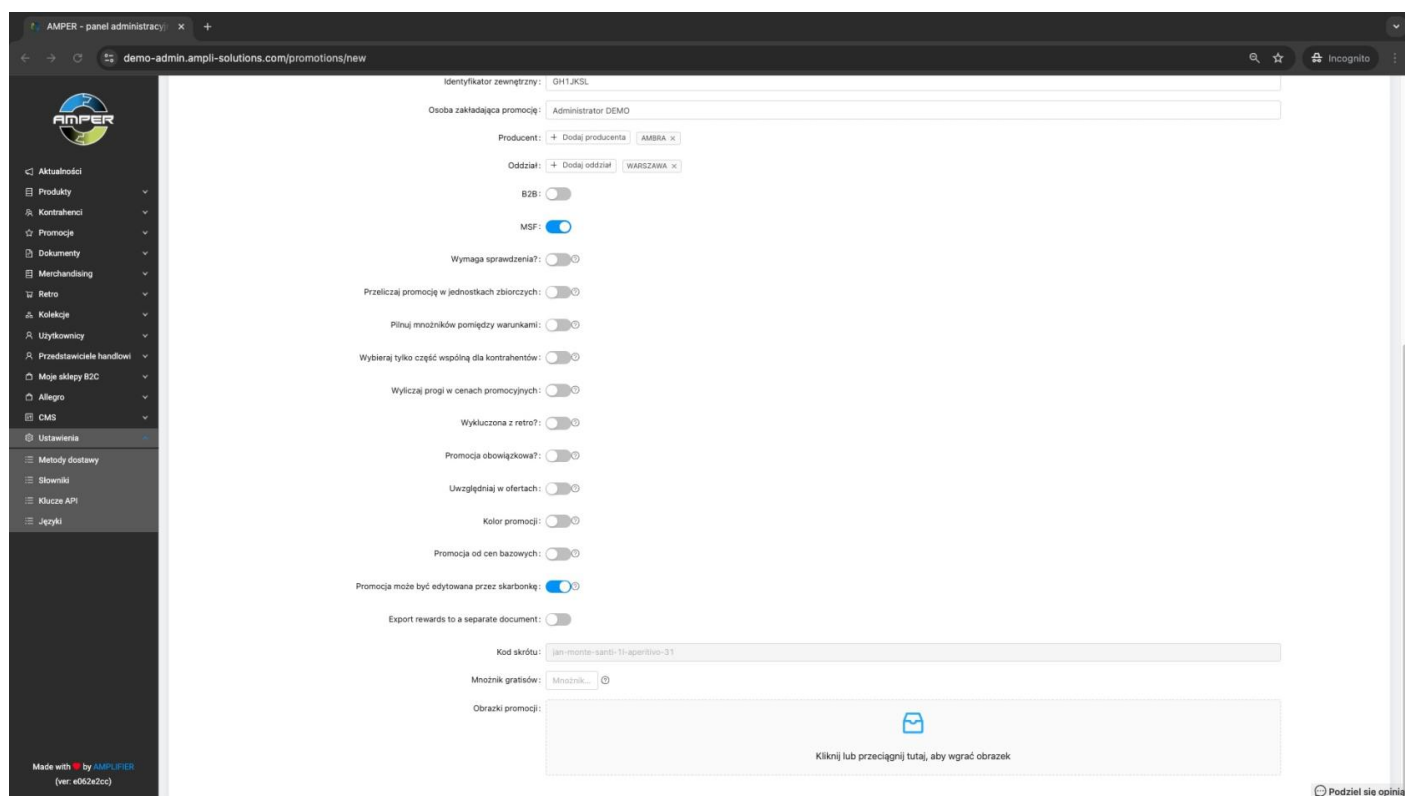 AMPER - panel administracyj
demo-admin.ampli-solutions.com/promotions/new
Incognito
AMPER
Aktualności
Produkty
Kontrahenci
Promocje
Dokumenty
Merchandising
Retro
Kolekcje
Użytkownicy
Przedstawiciele handlowi
Moje sklepy B2C
Allegro
CMS
Ustawienia
Metody dostawy
Słowniki
Klucze API
Języki
Made with by AMPLIFIER
(ver: e062e2cc)
Identyfikator zewnętrzny: GH1JKSL
Osoba zakładająca promocję: Administrator DEMO
Producent: + Dodaj producenta AMBRA ×
Oddział: + Dodaj oddział WARSZAWA ×
B2B:
MSF:
Wymaga sprawdzenia?:
Przeliczaj promocję w jednostkach zbiorczych:
Pilnuj mnożników pomiędzy warunkami:
Wybieraj tylko część wspólną dla kontrahentów:
Wyliczaj progi w cenach promocyjnych:
Wykluczona z retro?:
Promocja obowiązkowa?:
Uwzględniaj w ofertach:
Kolor promocji:
Promocja od cen bazowych:
Promocja może być edytowana przez skarbonkę:
Export rewards to a separate document:
Kod skrótu: jan-monte-santi-1l-aperitivo-31
Mnożnik gratisów: Mnożnik...
Obrazki promocji:
Kliknij lub przeciągnij tutaj, aby wgrać obrazek
Podziel się opinią